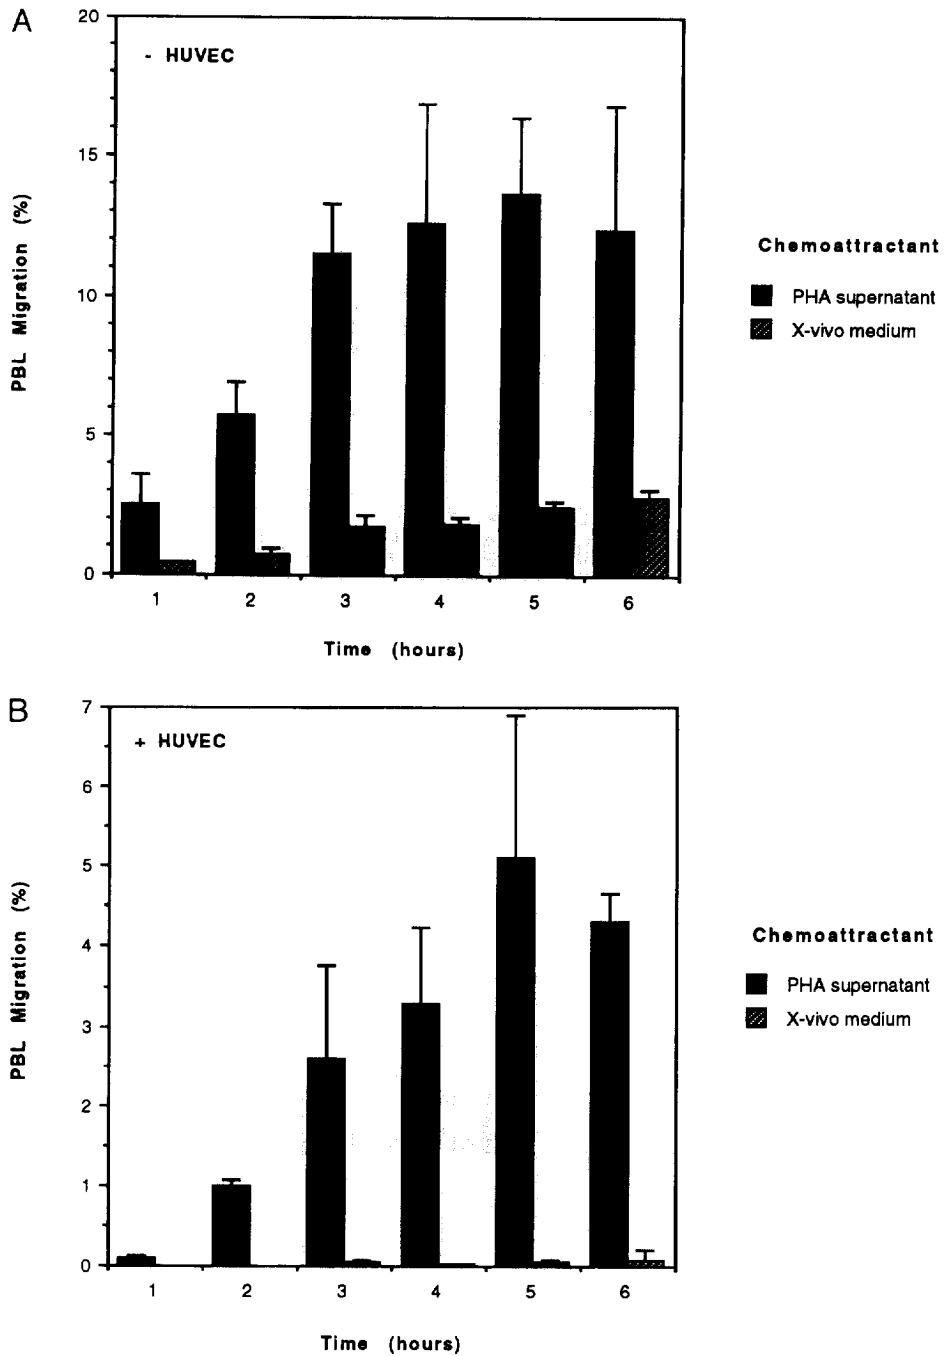 A
20
15
10
5
0
- HUVEC
PBL Migration (%)
1 2 3 4 5 6
Time (hours)
Chemoattractant
PHA supernatant
X-vivo medium
B
7
6
5
4
3
2
1
0
+ HUVEC
PBL Migration (%)
1 2 3 4 5 6
Time (hours)
Chemoattractant
PHA supernatant
X-vivo medium